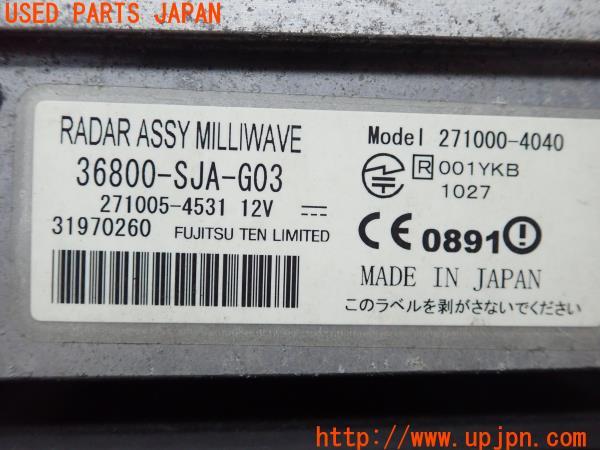 USED PARTS JAPAN
RADAR ASSY MILLIWAVE
36800-SJA-G03
271005-4531 12V
31970260 FUJITSU TEN LIMITED
Model 271000-4040
R 001YKB
1027
CE 0891
MADE IN JAPAN
このラベルを剥がさないでください
http://www.upjpn.com/